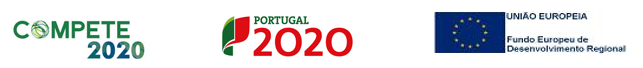 COMPETE
2020
PORTUGAL
2020
UNIÃO EUROPEIA
Fundo Europeu de
Desenvolvimento Regional